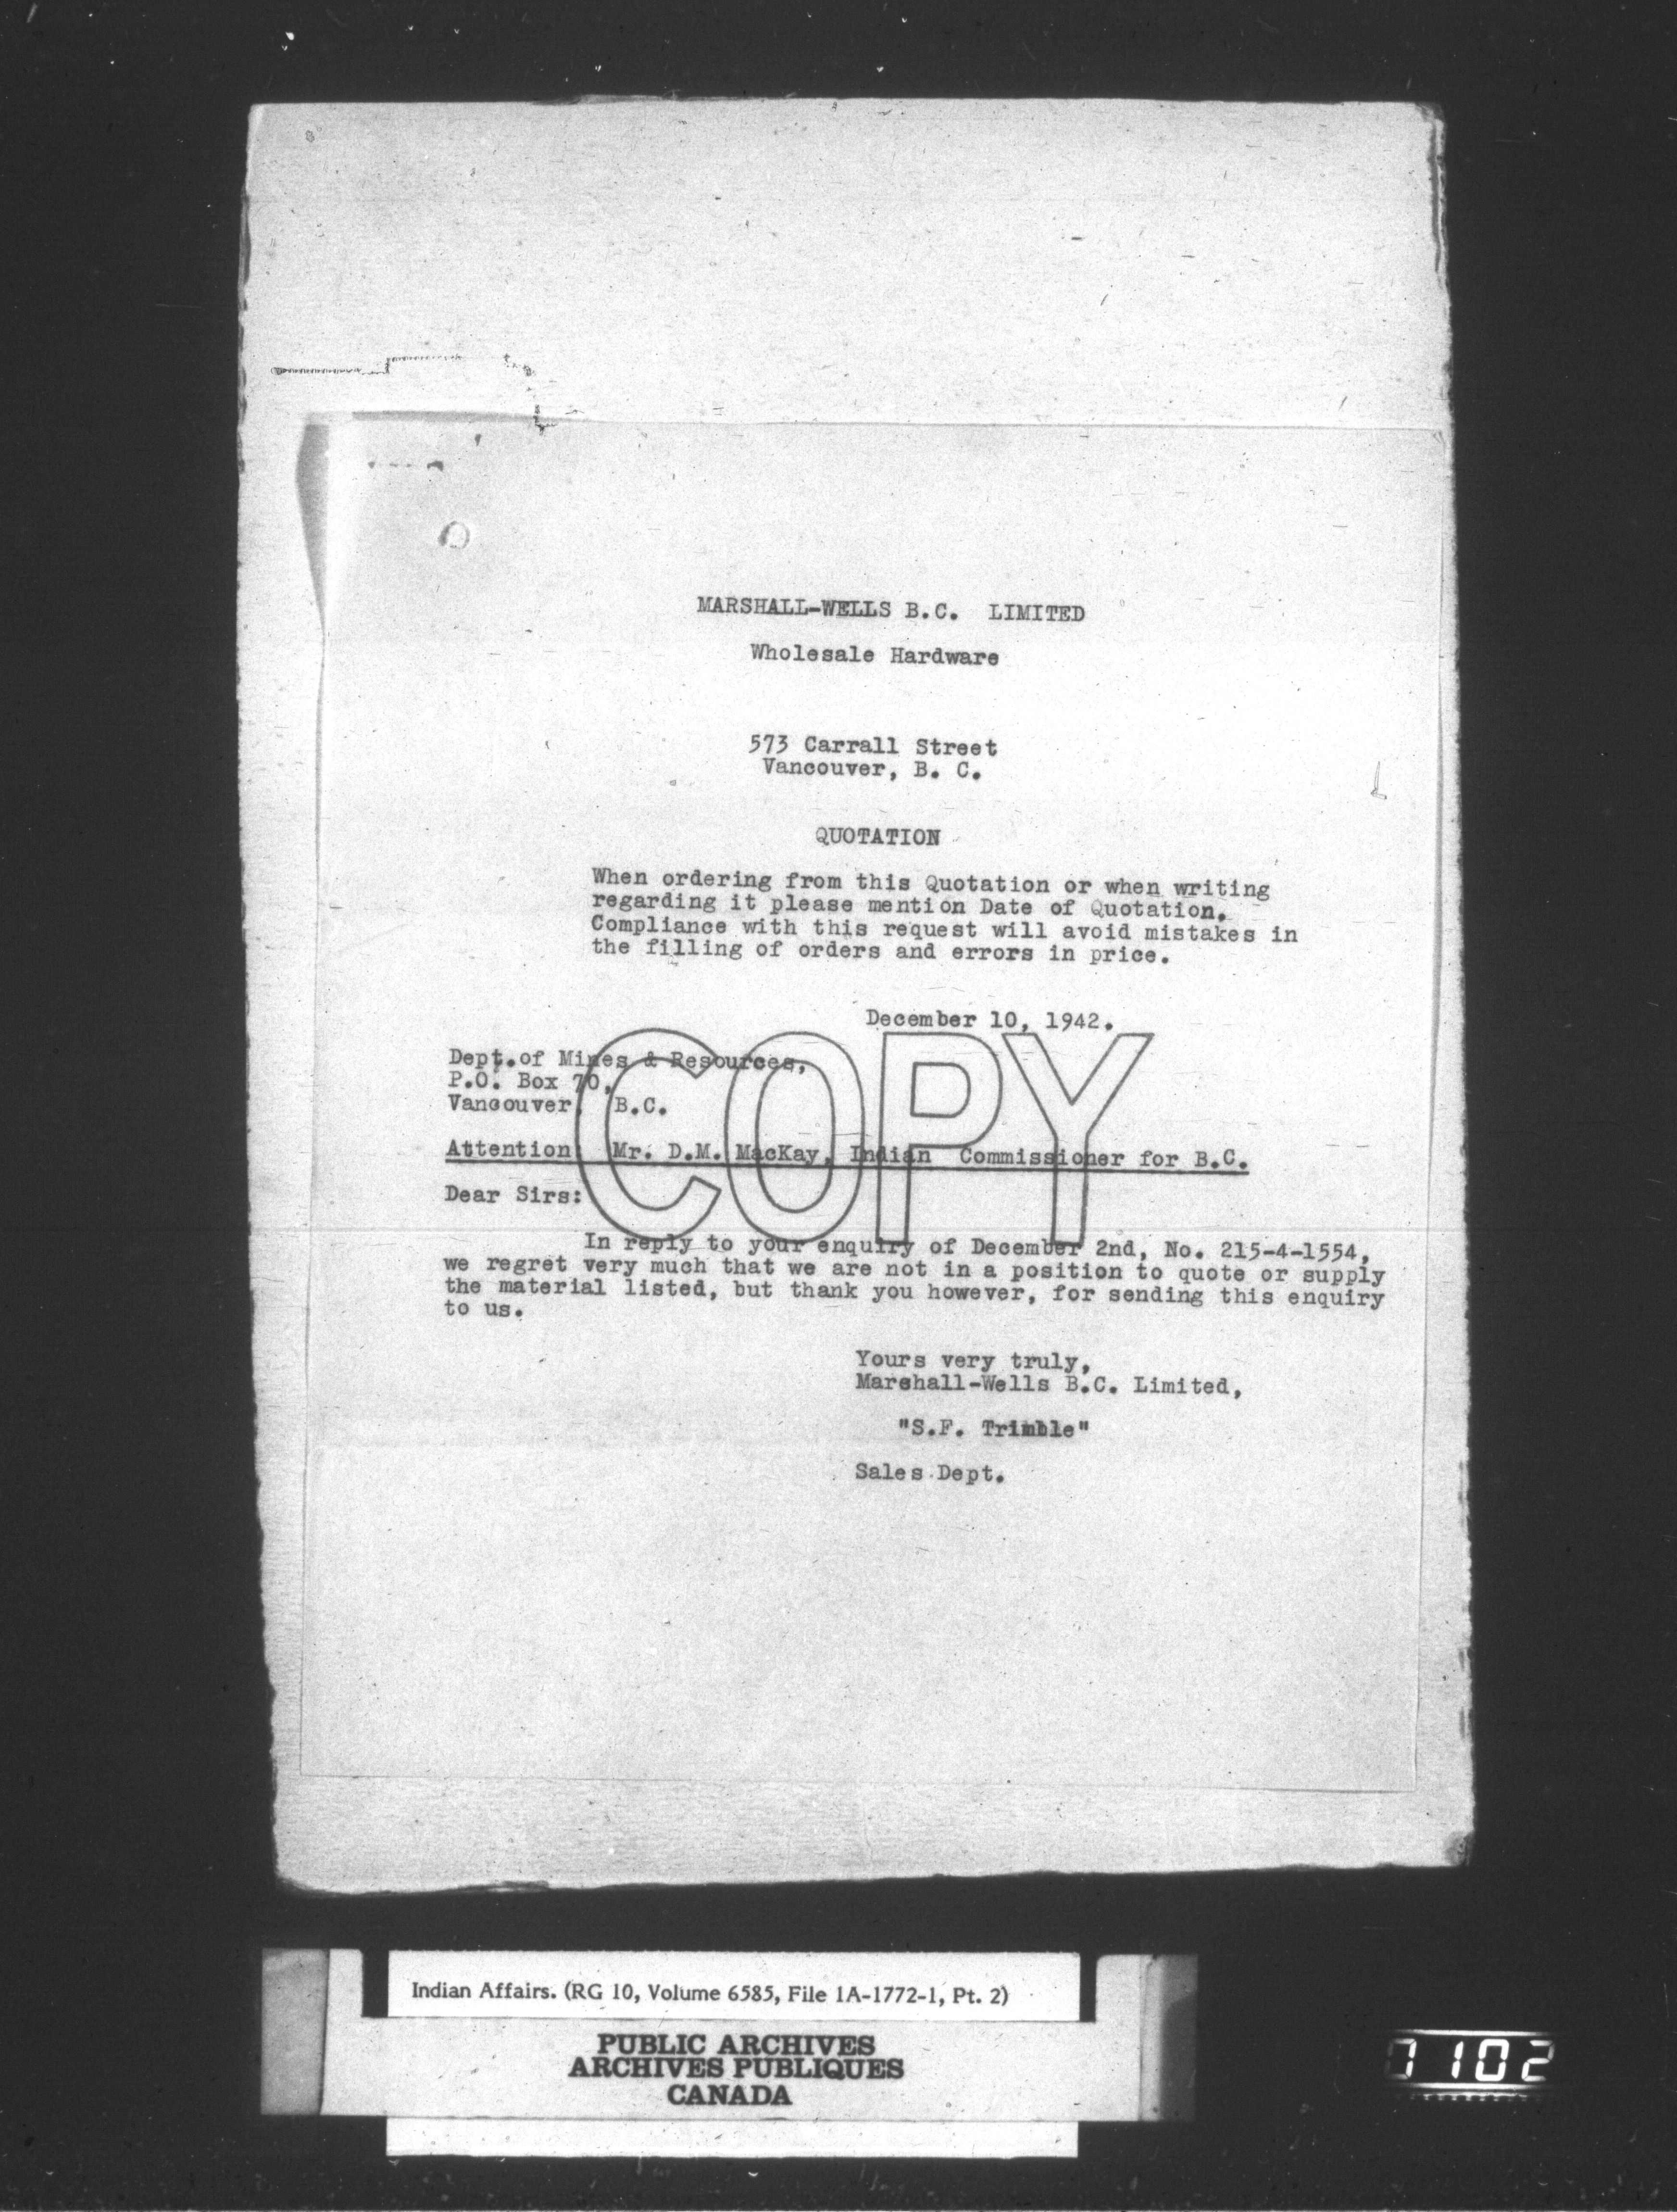 MARSHALL-WELLS B.C. LIMITED
Wholesale Hardware
573 Carrall Street
Vancouver, B. C.
QUOTATION
When ordering from this Quotation or when writing
regarding it please mention Date of Quotation.
Compliance with this request will avoid mistakes in
the filling of orders and errors in price.
December 10, 1942.
COPY
Dept.of Mines & Resources,
P.O. Box 70,
Vancouver, B.C.
Attention: Mr. D.M. MacKay, Indian Commissioner for B.C.
Dear Sirs:
In reply to your enquiry of December 2nd, No. 215-4-1554,
we regret very much that we are not in a position to quote or supply
the material listed, but thank you however, for sending this enquiry
to us.
Yours very truly,
Marshall-Wells B.C. Limited,
"S.F. Trimble"
Sales Dept.
Indian Affairs. (RG 10, Volume 6585, File 1A-1772-1, Pt. 2)
PUBLIC ARCHIVES
ARCHIVES PUBLIQUES
CANADA
1102